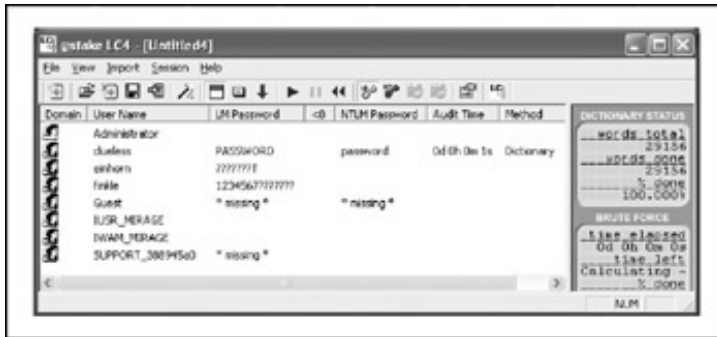 @stake LC4 - [Untitled4]
File View Import Session Help
Domain User Name LM Password <8 NTLM Password Audit Time Method
Administrator
clueless PASSWORD password 0d 0h 0m 1s Dictionary
einhorn ???????E
finkle 1234567???????
Guest * missing * * missing *
IUSR_MIRAGE
IWAM_MIRAGE
SUPPORT_388945a0 * missing *
DICTIONARY STATUS
words total
29156
words done
29156
% done
100.000%
BRUTE FORCE
time elapsed
0d 0h 0m 0s
time left
Calculating -
% done
NUM